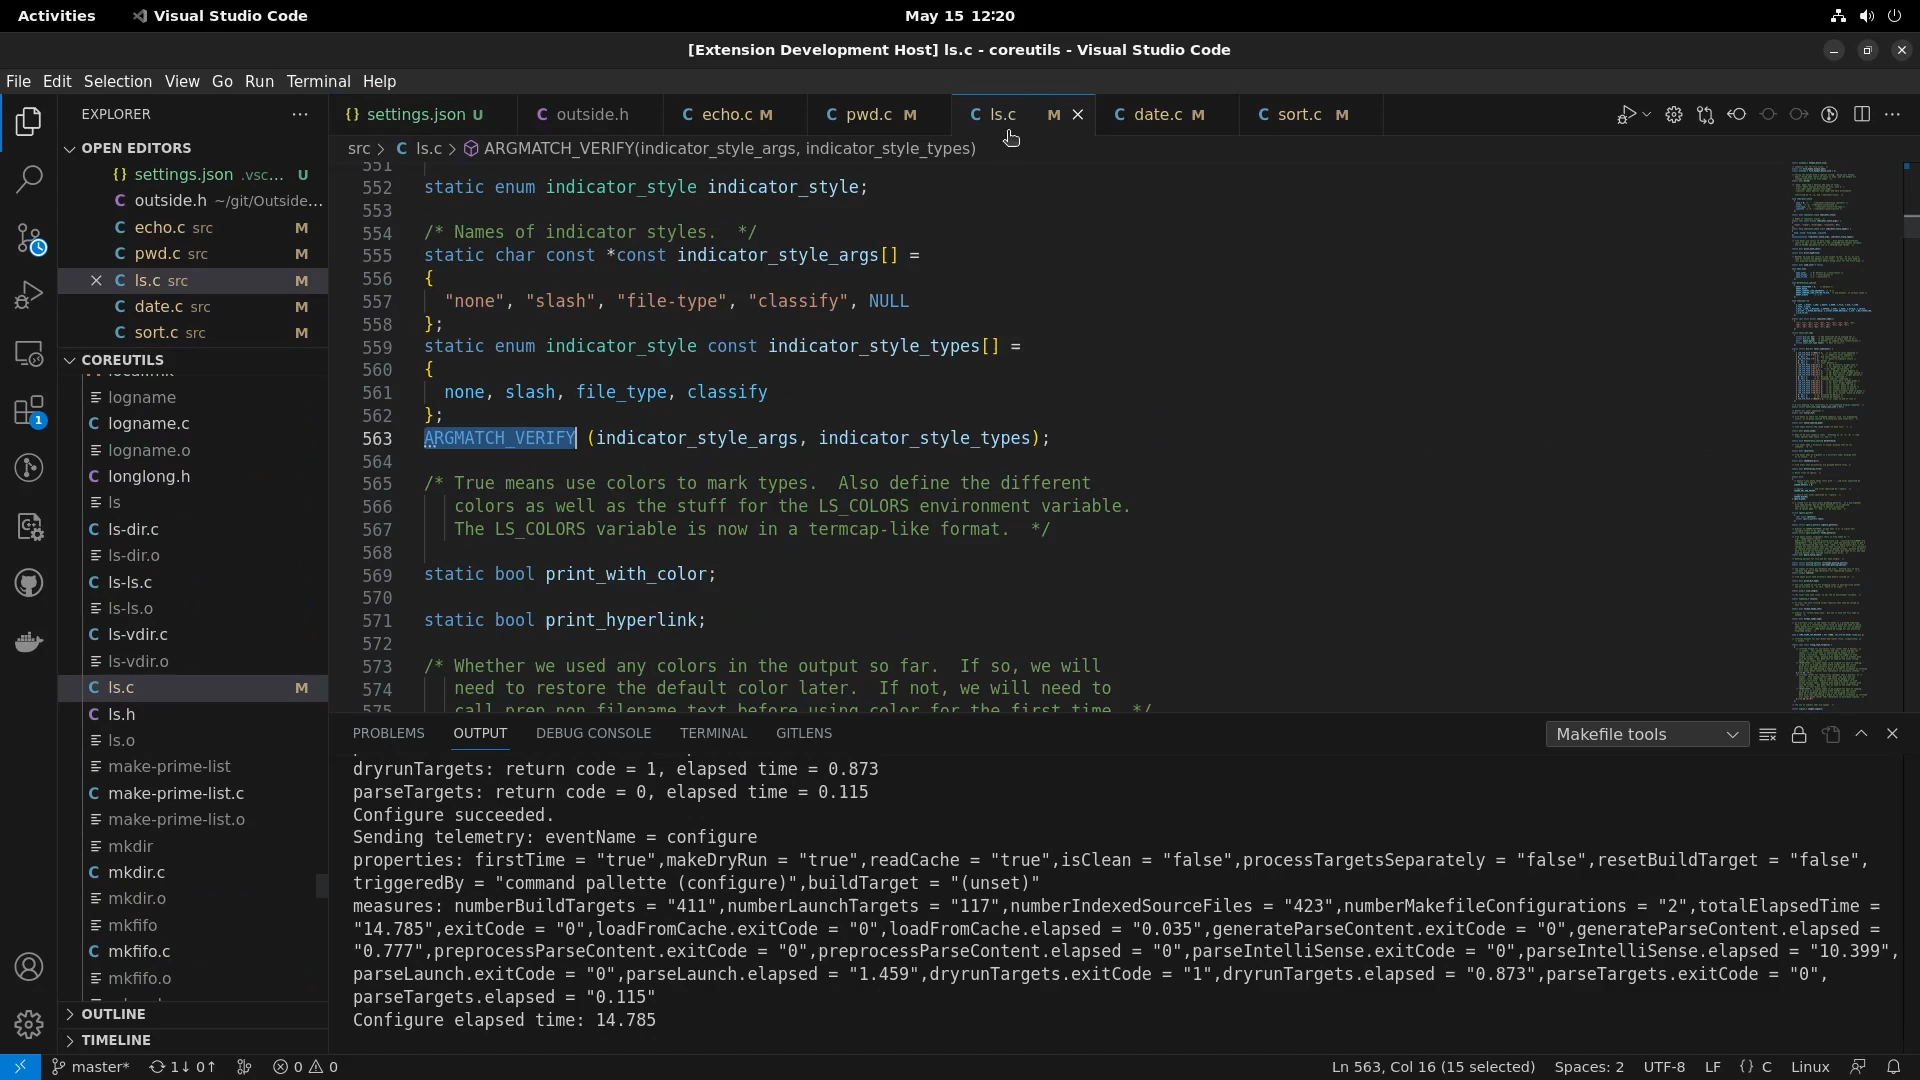 Activities
Visual Studio Code
May 15 12:20
[Extension Development Host] ls.c - coreutils - Visual Studio Code
File Edit Selection View Go Run Terminal Help
EXPLORER
{} settings.json U
C outside.h
C echo.c M
C pwd.c M
C ls.c M
C date.c M
C sort.c M
src > C ls.c > ARGMATCH_VERIFY(indicator_style_args, indicator_style_types)
OPEN EDITORS
{} settings.json .vsc... U
C outside.h ~/git/Outside...
C echo.c src M
C pwd.c src M
C ls.c src M
C date.c src M
C sort.c src M
COREUTILS
logname
C logname.c
logname.o
C longlong.h
ls
C ls-dir.c
ls-dir.o
C ls-ls.c
ls-ls.o
C ls-vdir.c
ls-vdir.o
C ls.c M
C ls.h
ls.o
make-prime-list
C make-prime-list.c
make-prime-list.o
mkdir
C mkdir.c
mkdir.o
mkfifo
C mkfifo.c
mkfifo.o
OUTLINE
TIMELINE
1
551
552 static enum indicator_style indicator_style;
553
554 /* Names of indicator styles.  */
555 static char const *const indicator_style_args[] =
556 {
557   "none", "slash", "file-type", "classify", NULL
558 };
559 static enum indicator_style const indicator_style_types[] =
560 {
561   none, slash, file_type, classify
562 };
563 ARGMATCH_VERIFY (indicator_style_args, indicator_style_types);
564
565 /* True means use colors to mark types.  Also define the different
566    colors as well as the stuff for the LS_COLORS environment variable.
567    The LS_COLORS variable is now in a termcap-like format.  */
568
569 static bool print_with_color;
570
571 static bool print_hyperlink;
572
573 /* Whether we used any colors in the output so far.  If so, we will
574    need to restore the default color later.  If not, we will need to
575    call prep_non_filename_text before using color for the first time. */
PROBLEMS OUTPUT DEBUG CONSOLE TERMINAL GITLENS
Makefile tools
dryrunTargets: return code = 1, elapsed time = 0.873
parseTargets: return code = 0, elapsed time = 0.115
Configure succeeded.
Sending telemetry: eventName = configure
properties: firstTime = "true",makeDryRun = "true",readCache = "true",isClean = "false",processTargetsSeparately = "false",resetBuildTarget = "false",
triggeredBy = "command pallette (configure)",buildTarget = "(unset)"
measures: numberBuildTargets = "411",numberLaunchTargets = "117",numberIndexedSourceFiles = "423",numberMakefileConfigurations = "2",totalElapsedTime =
"14.785",exitCode = "0",loadFromCache.exitCode = "0",loadFromCache.elapsed = "0.035",generateParseContent.exitCode = "0",generateParseContent.elapsed =
"0.777",preprocessParseContent.exitCode = "0",preprocessParseContent.elapsed = "0",parseIntelliSense.exitCode = "0",parseIntelliSense.elapsed = "10.399",
parseLaunch.exitCode = "0",parseLaunch.elapsed = "1.459",dryrunTargets.exitCode = "1",dryrunTargets.elapsed = "0.873",parseTargets.exitCode = "0",
parseTargets.elapsed = "0.115"
Configure elapsed time: 14.785
master* 1↓ 0↑ 0 0
Ln 563, Col 16 (15 selected) Spaces: 2 UTF-8 LF {} C Linux